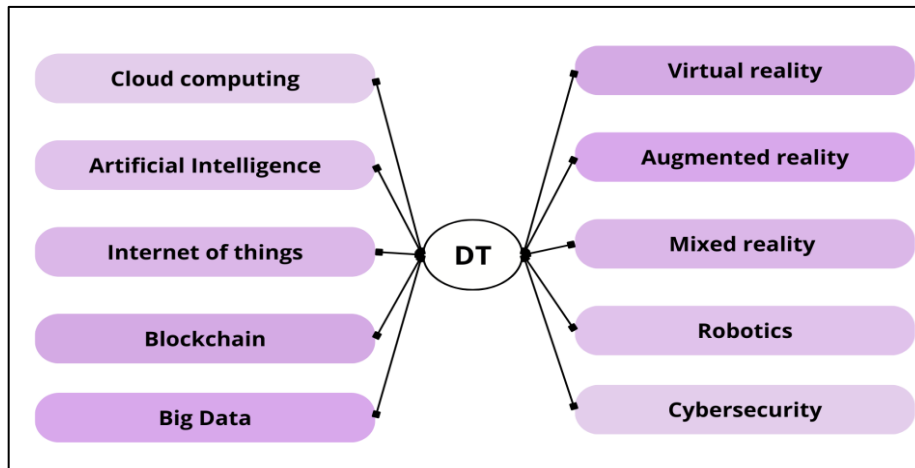 Cloud computing
Artificial Intelligence
Internet of things
Blockchain
Big Data
DT
Virtual reality
Augmented reality
Mixed reality
Robotics
Cybersecurity